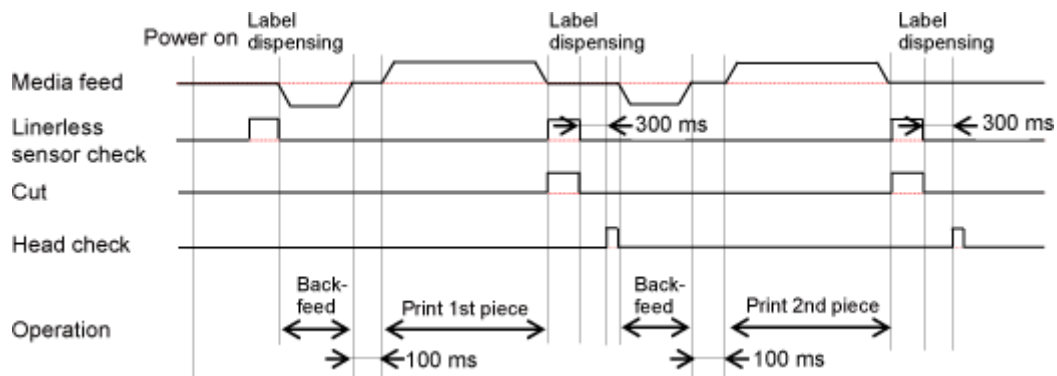 Power on
Label
dispensing
Label
dispensing
Label
dispensing
Media feed
Linerless
sensor check
300 ms
300 ms
Cut
Head check
Operation
Back-
feed
Print 1st piece
Back-
feed
Print 2nd piece
100 ms
100 ms